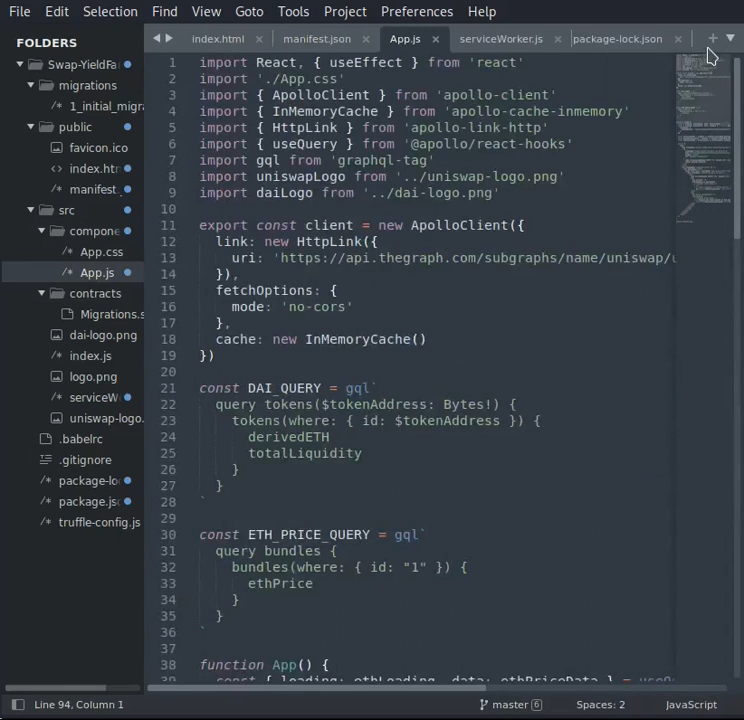 File Edit Selection Find View Goto Tools Project Preferences Help
FOLDERS
Swap-YieldFa
migrations
1_initial_migra
public
favicon.ico
index.htm
manifest.
src
compone
App.css
App.js
contracts
Migrations.s
dai-logo.png
index.js
logo.png
serviceW
uniswap-logo.
.babelrc
.gitignore
package-lo
package.jsc
truffle-config.js
index.html manifest.json App.js serviceWorker.js package-lock.json
1 import React, { useEffect } from 'react'
2 import './App.css'
3 import { ApolloClient } from 'apollo-client'
4 import { InMemoryCache } from 'apollo-cache-inmemory'
5 import { HttpLink } from 'apollo-link-http'
6 import { useQuery } from '@apollo/react-hooks'
7 import gql from 'graphql-tag'
8 import uniswapLogo from '../uniswap-logo.png'
9 import daiLogo from '../dai-logo.png'
10
11 export const client = new ApolloClient({
12 link: new HttpLink({
13 uri: 'https://api.thegraph.com/subgraphs/name/uniswap/u
14 }),
15 fetchOptions: {
16 mode: 'no-cors'
17 },
18 cache: new InMemoryCache()
19 })
20
21 const DAI_QUERY = gql`
22 query tokens($tokenAddress: Bytes!) {
23 tokens(where: { id: $tokenAddress }) {
24 derivedETH
25 totalLiquidity
26 }
27 }
28 `
29
30 const ETH_PRICE_QUERY = gql`
31 query bundles {
32 bundles(where: { id: "1" }) {
33 ethPrice
34 }
35 }
36 `
37
38 function App() {
39 const { loading: ethLoading, data: ethPriceData } = useQ
Line 94, Column 1 master 6 Spaces: 2 JavaScript